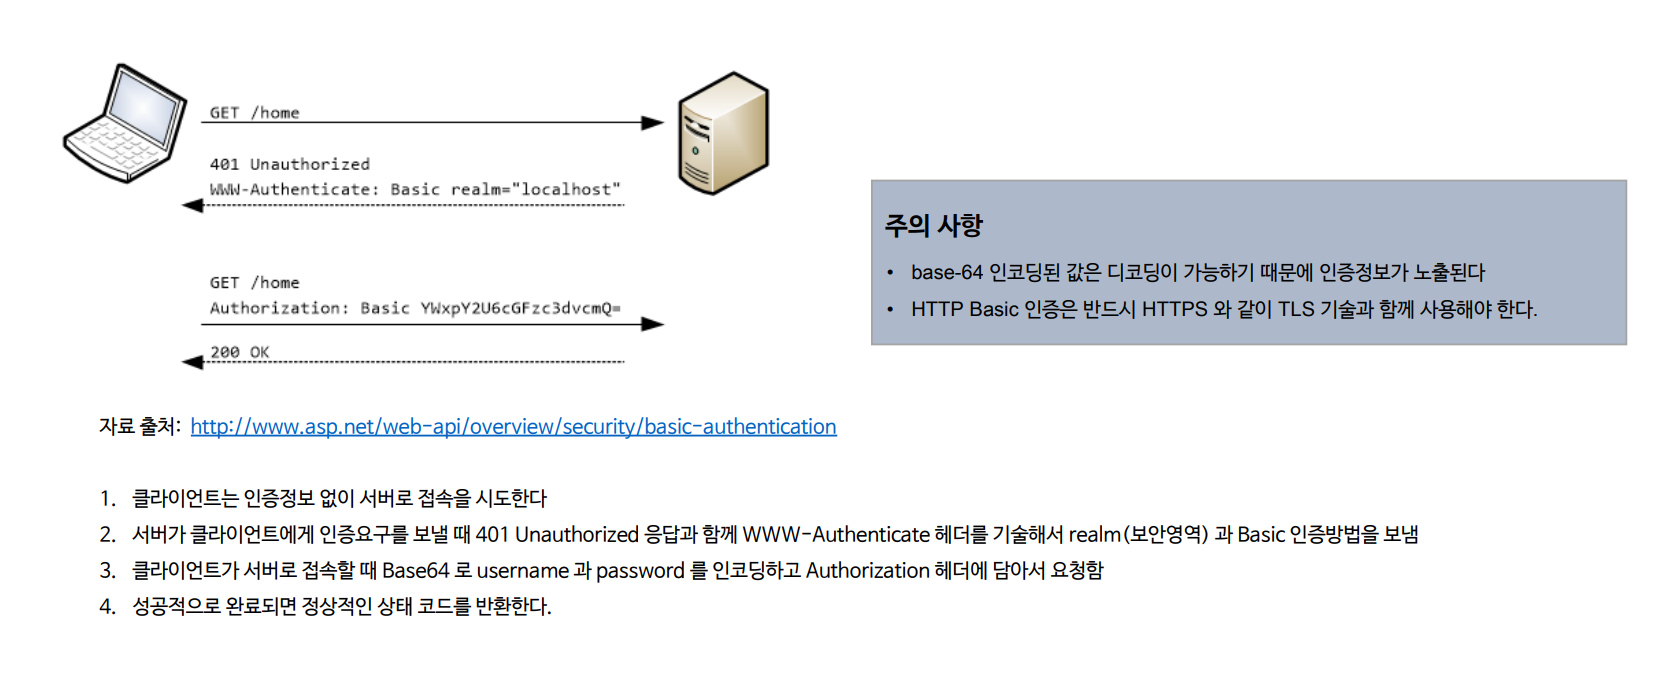 GET /home
401 Unauthorized
WWW-Authenticate: Basic realm="localhost"
GET /home
Authorization: Basic YWxpY2U6cGFzc3dvcmQ=
200 OK
주의 사항
• base-64 인코딩된 값은 디코딩이 가능하기 때문에 인증정보가 노출된다
• HTTP Basic 인증은 반드시 HTTPS 와 같이 TLS 기술과 함께 사용해야 한다.
자료 출처: http://www.asp.net/web-api/overview/security/basic-authentication
1. 클라이언트는 인증정보 없이 서버로 접속을 시도한다
2. 서버가 클라이언트에게 인증요구를 보낼 때 401 Unauthorized 응답과 함께 WWW-Authenticate 헤더를 기술해서 realm(보안영역) 과 Basic 인증방법을 보냄
3. 클라이언트가 서버로 접속할 때 Base64 로 username 과 password 를 인코딩하고 Authorization 헤더에 담아서 요청함
4. 성공적으로 완료되면 정상적인 상태 코드를 반환한다.